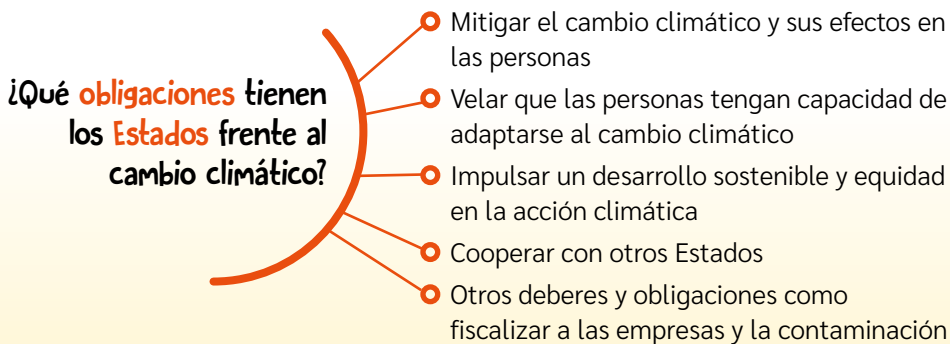 ¿Qué obligaciones tienen
los Estados frente al
cambio climático?
Mitigar el cambio climático y sus efectos en
las personas
Velar que las personas tengan capacidad de
adaptarse al cambio climático
Impulsar un desarrollo sostenible y equidad
en la acción climática
Cooperar con otros Estados
Otros deberes y obligaciones como
fiscalizar a las empresas y la contaminación